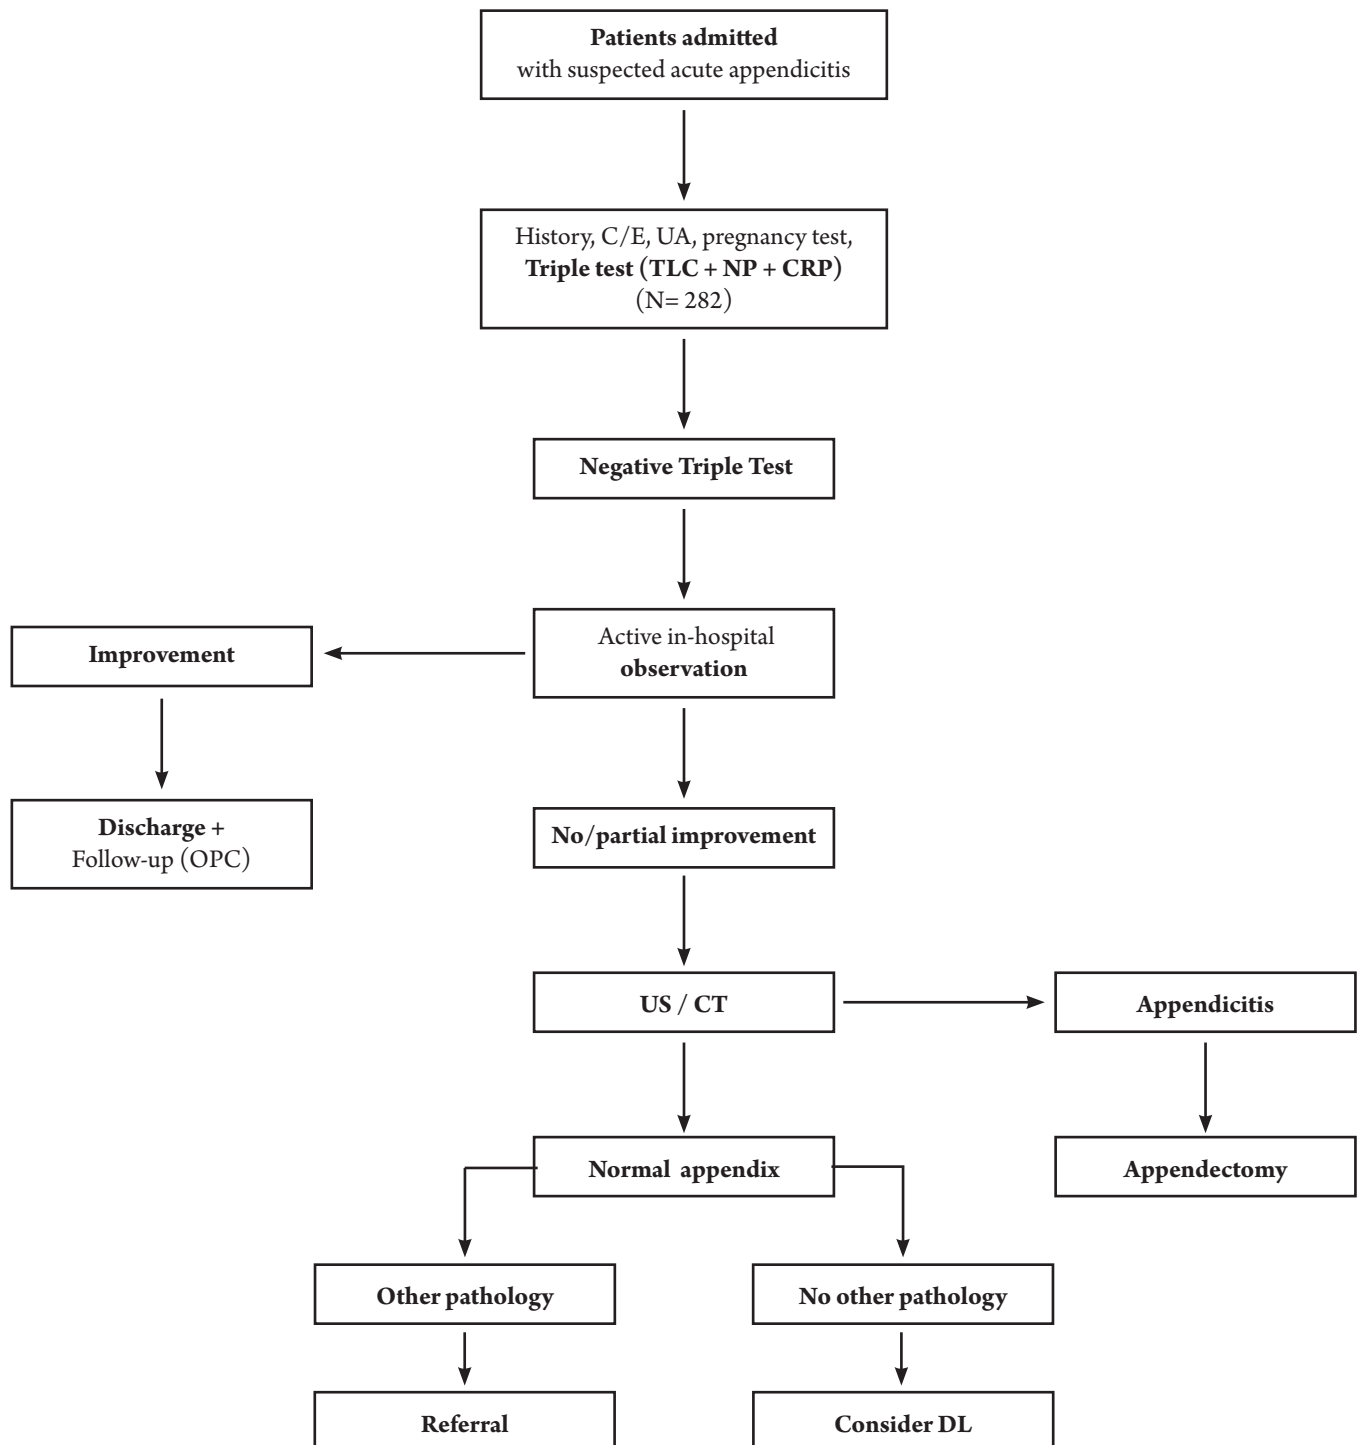 Patients admitted
with suspected acute appendicitis
History, C/E, UA, pregnancy test,
Triple test (TLC + NP + CRP)
(N= 282)
Negative Triple Test
Active in-hospital
observation
Improvement
Discharge +
Follow-up (OPC)
No/partial improvement
US / CT
Appendicitis
Normal appendix
Appendectomy
Other pathology
No other pathology
Referral
Consider DL